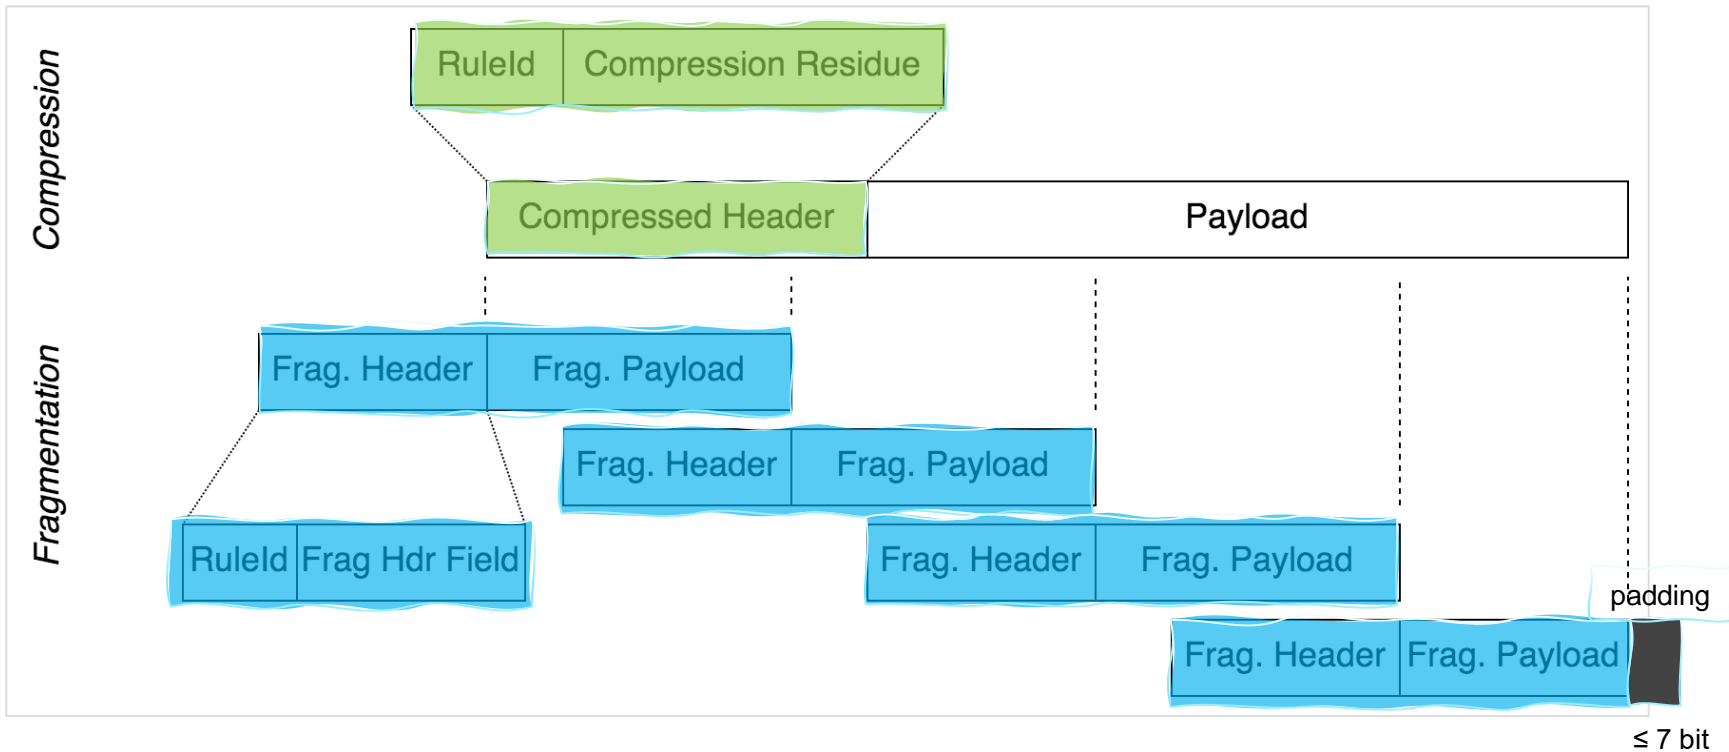 Compression
RuleId Compression Residue
Compressed Header Payload
Fragmentation
Frag. Header Frag. Payload
Frag. Header Frag. Payload
RuleId Frag Hdr Field
Frag. Header Frag. Payload
padding
Frag. Header Frag. Payload
≤ 7 bit